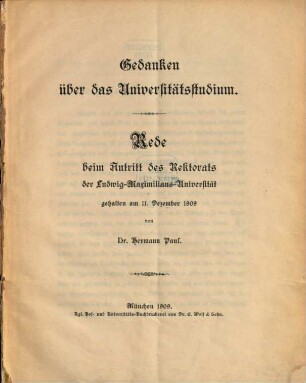 Gedanken
über das Universitätsstudium.
Rede
beim Antritt des Rektorats
der Ludwig-Maximilians-Universität
gehalten am 11. Dezember 1909
von
Dr. Hermann Paul.
München 1909.
Kgl. Hof- und Universitäts-Buchdruckerei von Dr. C. Wolf & Sohn.